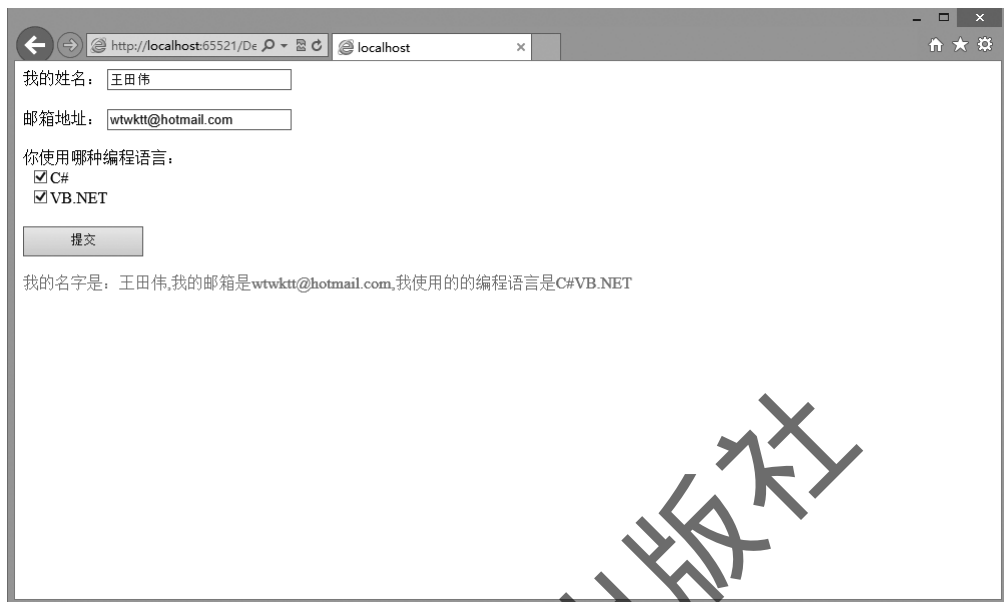 http://localhost:65521/De
localhost
我的姓名：
王田伟
邮箱地址：
wtwktt@hotmail.com
你使用哪种编程语言：
C#
VB.NET
提交
我的名字是：王田伟,我的邮箱是wtwktt@hotmail.com,我使用的的编程语言是C#VB.NET
版社